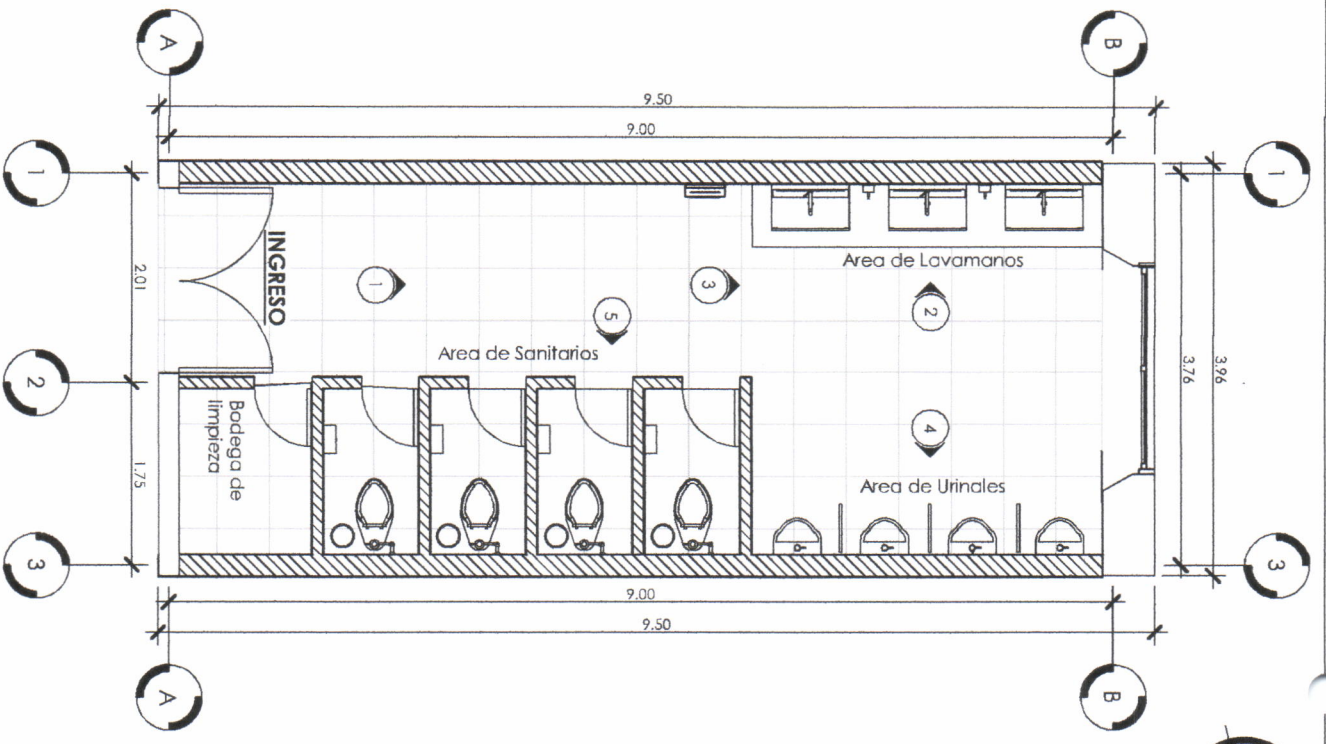 A
B
9.50
9.00
1
1
INGRESO
2.01
Area de Lavamanos
1
3
2
5
3.76
3.96
Area de Sanitarios
2
Bodega de
limpieza
1.75
4
Area de Urinales
3
3
9.00
9.50
A
B